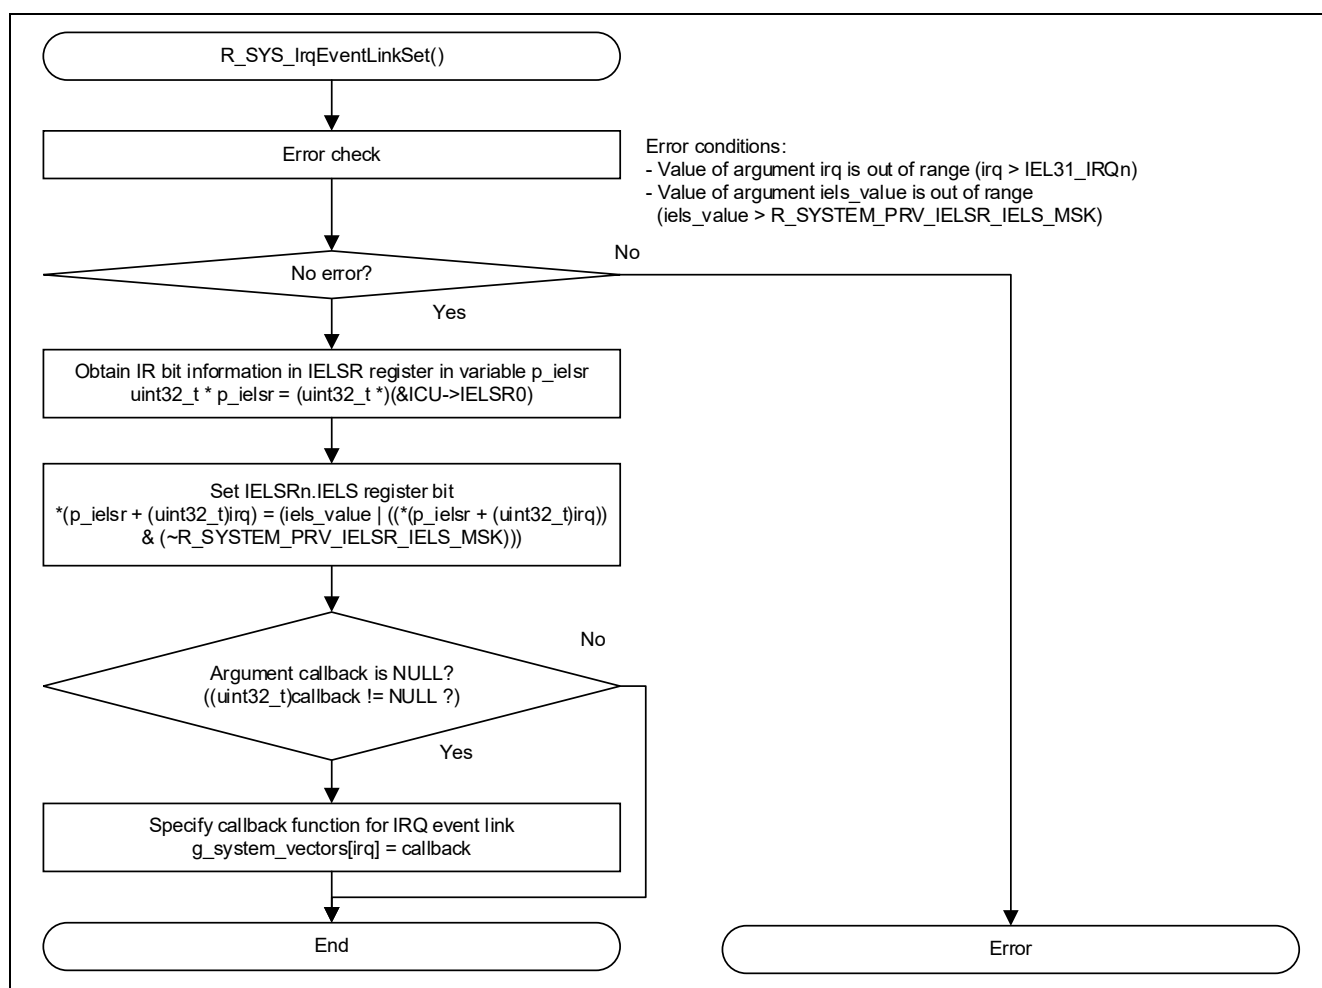 R_SYS_IrqEventLinkSet()
Error check
Error conditions:
- Value of argument irq is out of range (irq > IEL31_IRQn)
- Value of argument iels_value is out of range
(iels_value > R_SYSTEM_PRV_IELSR_IELS_MSK)
No error?
No
Yes
Obtain IR bit information in IELSR register in variable p_ielsr
uint32_t * p_ielsr = (uint32_t *)(&ICU->IELSR0)
Set IELSRn.IELS register bit
*(p_ielsr + (uint32_t)irq) = (iels_value | ((*(p_ielsr + (uint32_t)irq))
& (~R_SYSTEM_PRV_IELSR_IELS_MSK)))
No
Argument callback is NULL?
((uint32_t)callback != NULL ?)
Yes
Specify callback function for IRQ event link
g_system_vectors[irq] = callback
End
Error